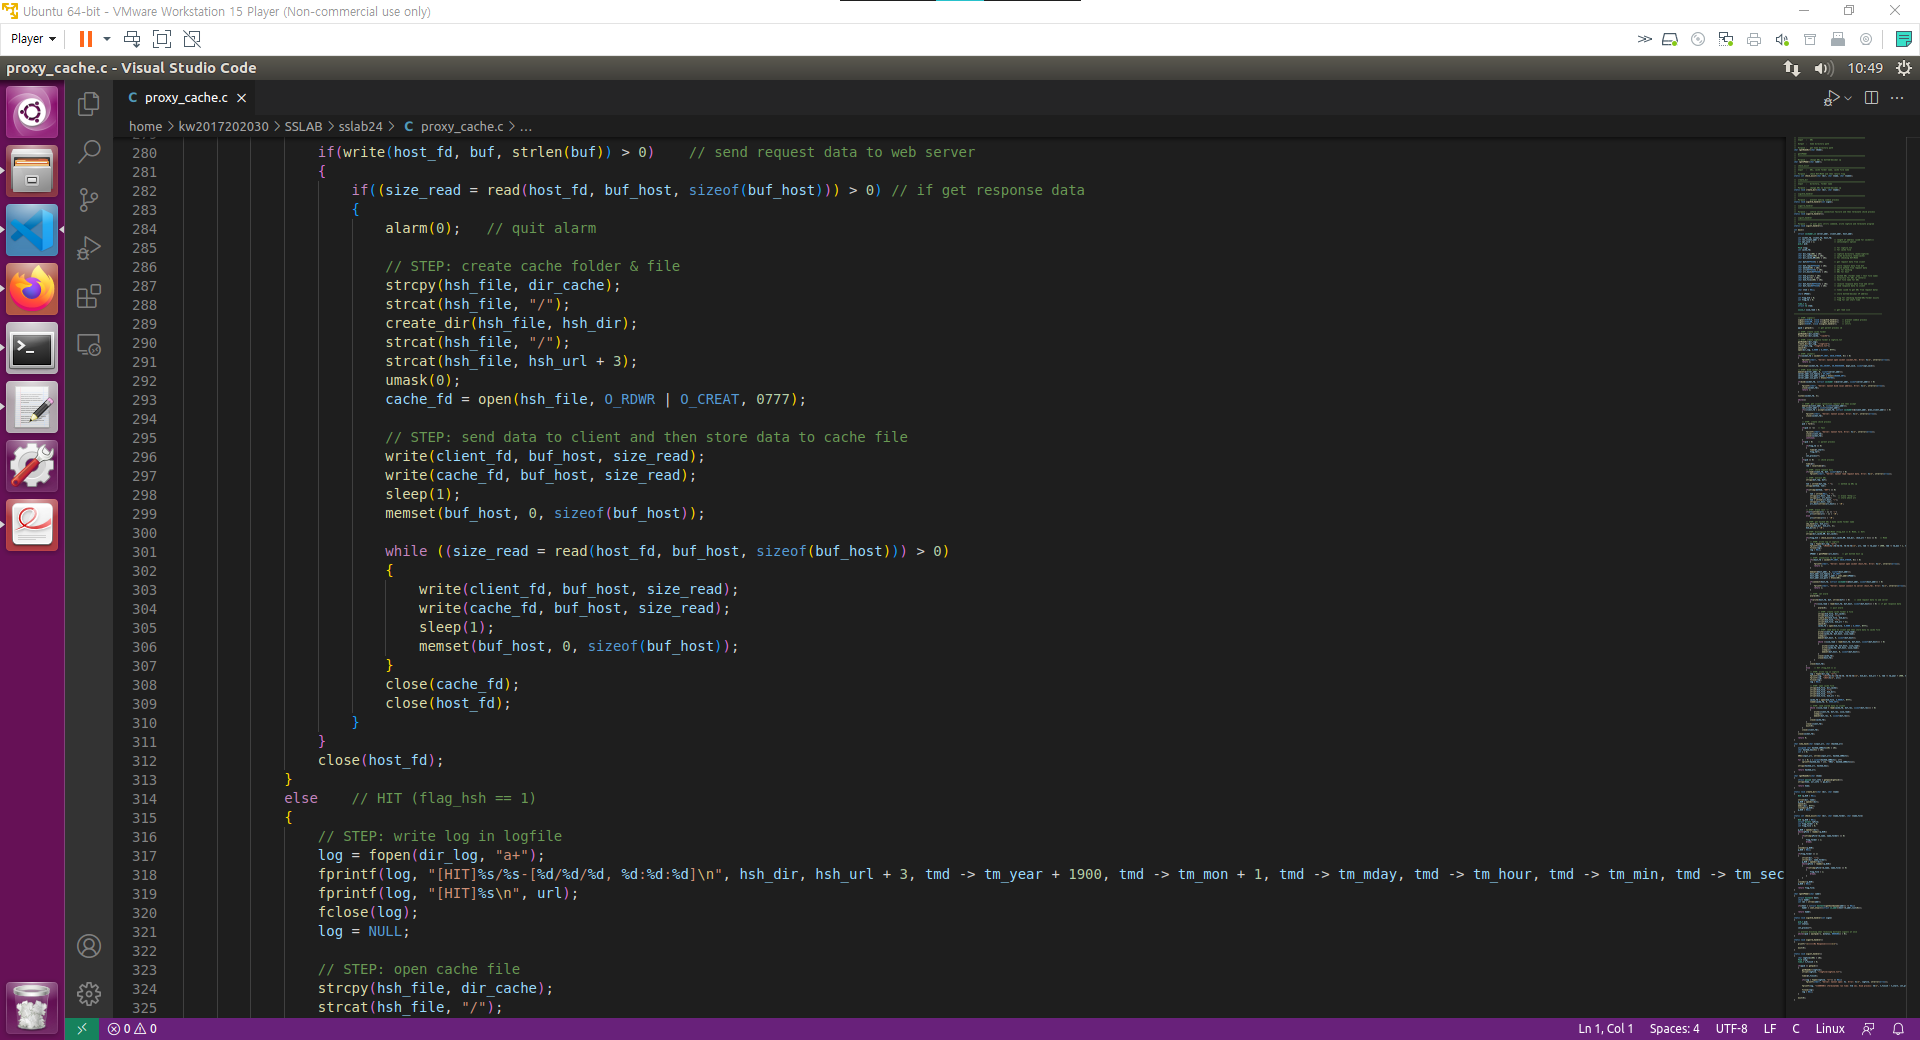 Ubuntu 64-bit - VMware Workstation 15 Player (Non-commercial use only)
Player
proxy_cache.c - Visual Studio Code
10:49
C proxy_cache.c
home > kw2017202030 > SSLAB > sslab24 > C proxy_cache.c > ...
280 if(write(host_fd, buf, strlen(buf)) > 0) // send request data to web server
281 {
282 if((size_read = read(host_fd, buf_host, sizeof(buf_host))) > 0) // if get response data
283 {
284 alarm(0); // quit alarm
285
286 // STEP: create cache folder & file
287 strcpy(hsh_file, dir_cache);
288 strcat(hsh_file, "/");
289 create_dir(hsh_file, hsh_dir);
290 strcat(hsh_file, "/");
291 strcat(hsh_file, hsh_url + 3);
292 umask(0);
293 cache_fd = open(hsh_file, O_RDWR | O_CREAT, 0777);
294
295 // STEP: send data to client and then store data to cache file
296 write(client_fd, buf_host, size_read);
297 write(cache_fd, buf_host, size_read);
298 sleep(1);
299 memset(buf_host, 0, sizeof(buf_host));
300
301 while ((size_read = read(host_fd, buf_host, sizeof(buf_host))) > 0)
302 {
303 write(client_fd, buf_host, size_read);
304 write(cache_fd, buf_host, size_read);
305 sleep(1);
306 memset(buf_host, 0, sizeof(buf_host));
307 }
308 close(cache_fd);
309 close(host_fd);
310 }
311 }
312 close(host_fd);
313 }
314 else // HIT (flag_hsh == 1)
315 {
316 // STEP: write log in logfile
317 log = fopen(dir_log, "a+");
318 fprintf(log, "[HIT]%s/%s-[%d/%d/%d, %d:%d:%d]\n", hsh_dir, hsh_url + 3, tmd -> tm_year + 1900, tmd -> tm_mon + 1, tmd -> tm_mday, tmd -> tm_hour, tmd -> tm_min, tmd -> tm_sec
319 fprintf(log, "[HIT]%s\n", url);
320 fclose(log);
321 log = NULL;
322
323 // STEP: open cache file
324 strcpy(hsh_file, dir_cache);
325 strcat(hsh_file, "/");
0 0 Ln 1, Col 1 Spaces: 4 UTF-8 LF C Linux